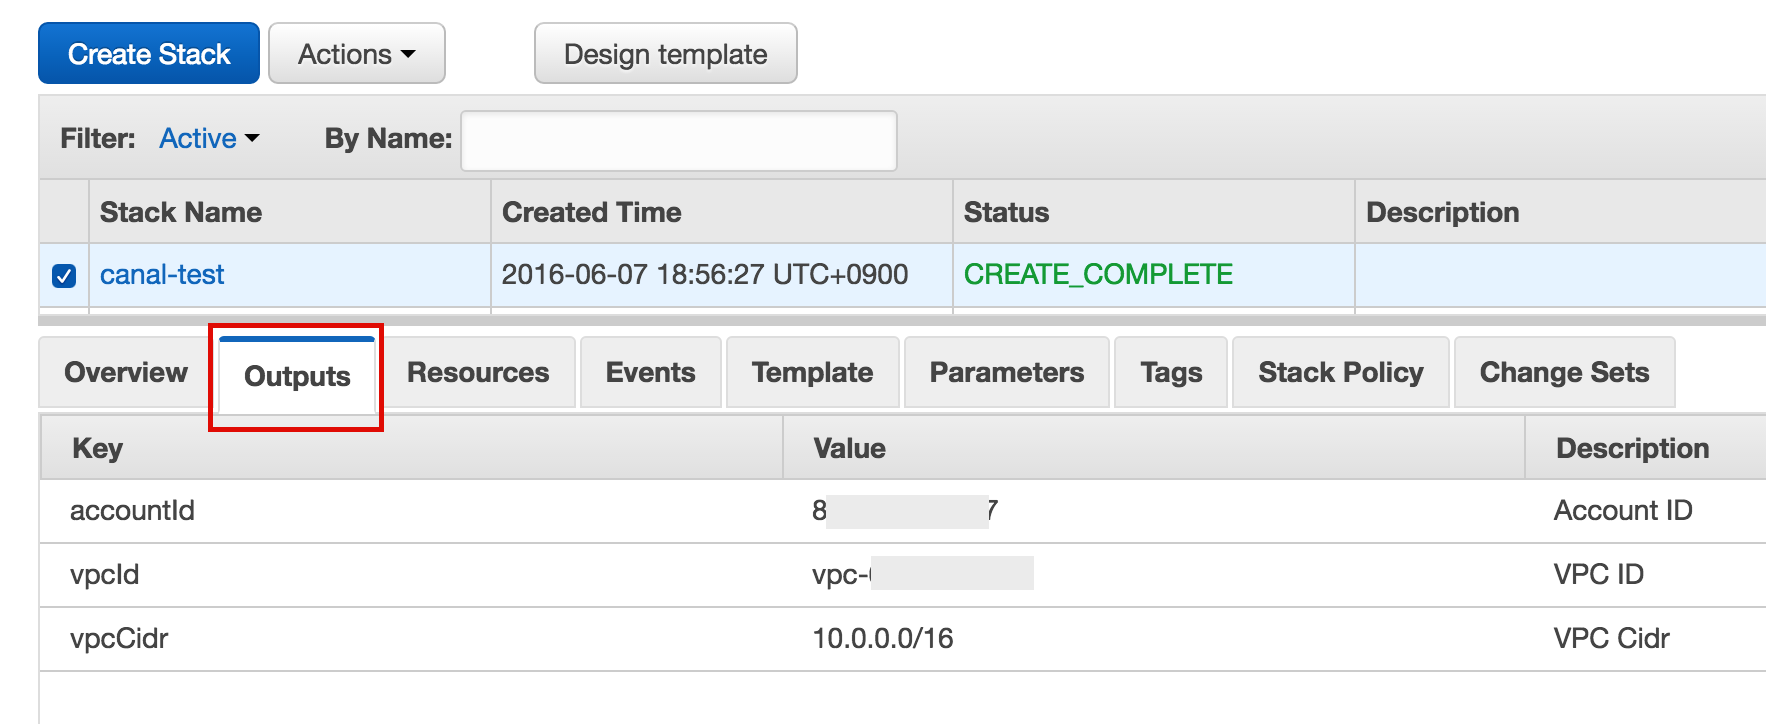 Create Stack Actions Design template
Filter: Active By Name:
Stack Name Created Time Status Description
canal-test 2016-06-07 18:56:27 UTC+0900 CREATE_COMPLETE
Overview Outputs Resources Events Template Parameters Tags Stack Policy Change Sets
Key Value Description
accountId 8 7 Account ID
vpcId vpc- VPC ID
vpcCidr 10.0.0.0/16 VPC Cidr